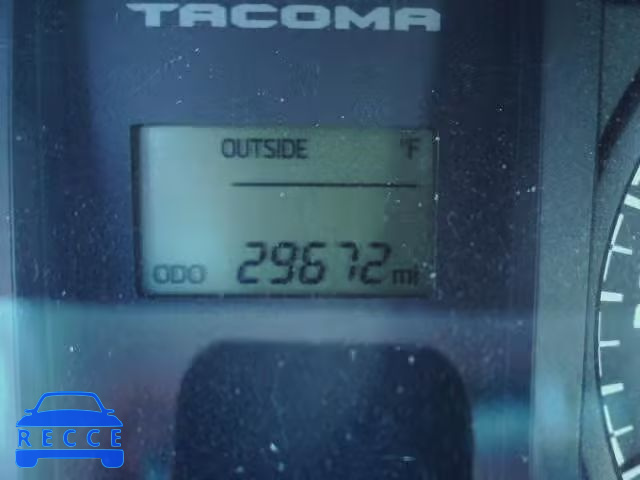 TACOMA
OUTSIDE °F
ODO 29672 mi
RECCE